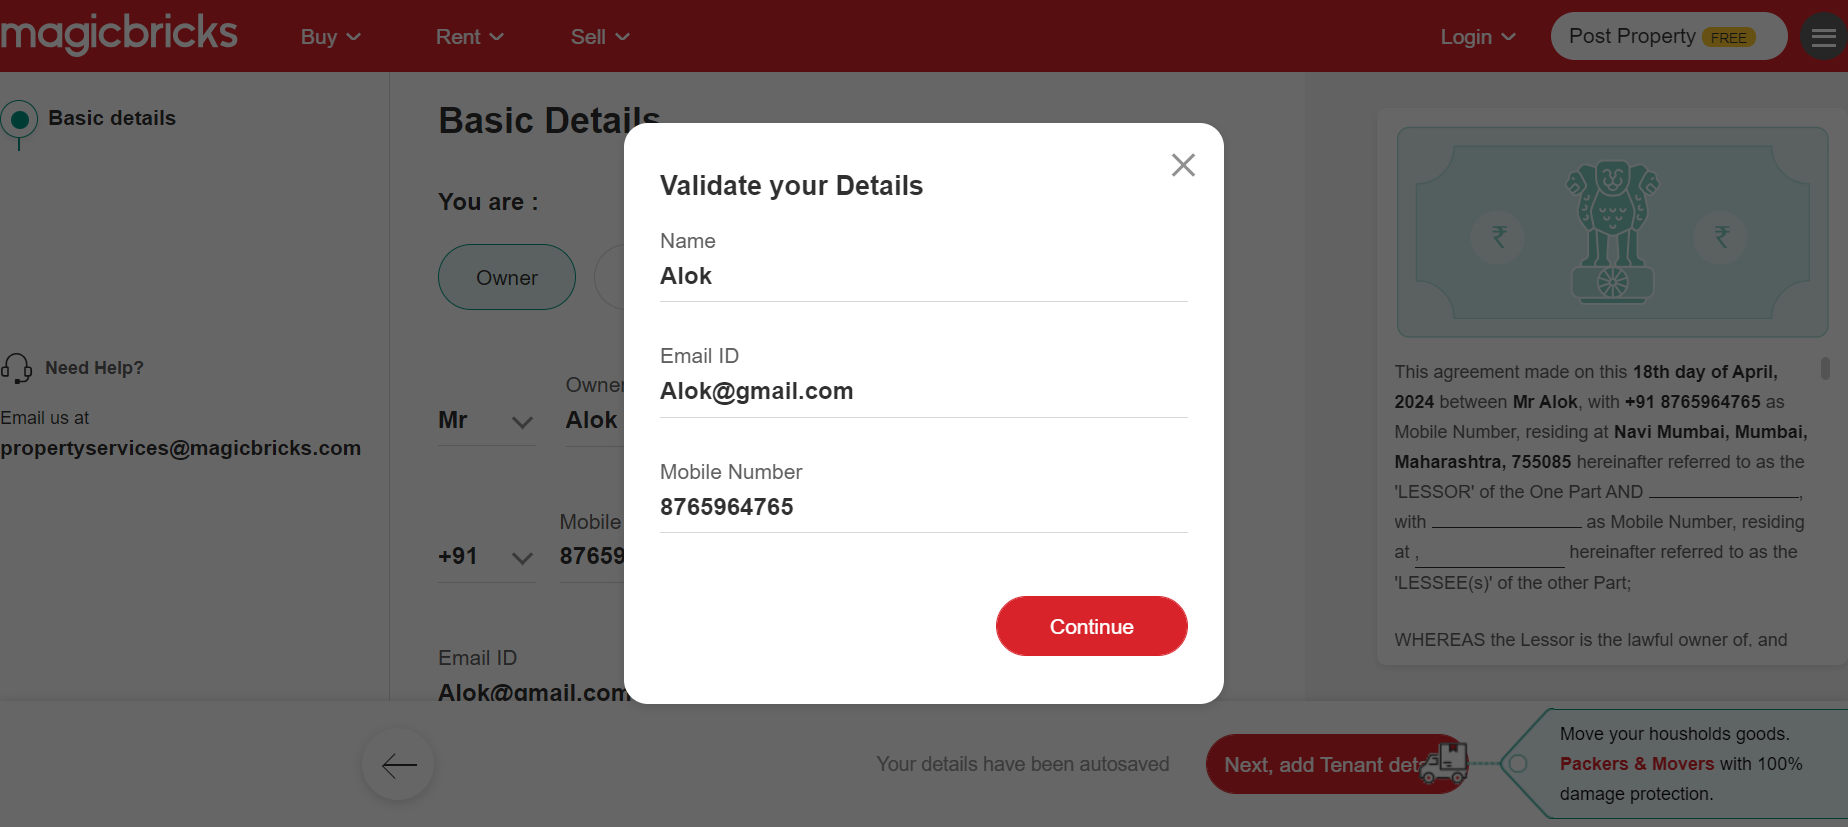 magicbricks
Buy
Rent
Sell
Login
Post Property FREE
Basic details
Need Help?
Email us at
propertyservices@magicbricks.com
Basic Details
You are :
Owner
Owner
Mr
Alok
Mobile
+91
87659
Email ID
Alok@gmail.com
Validate your Details
Name
Alok
Email ID
Alok@gmail.com
Mobile Number
8765964765
Continue
₹ ₹
This agreement made on this 18th day of April,
2024 between Mr Alok, with +91 8765964765 as
Mobile Number, residing at Navi Mumbai, Mumbai,
Maharashtra, 755085 hereinafter referred to as the
'LESSOR' of the One Part AND ______________,
with ______________ as Mobile Number, residing
at , ______________ hereinafter referred to as the
'LESSEE(s)' of the other Part;
WHEREAS the Lessor is the lawful owner of, and
Your details have been autosaved
Next, add Tenant deta
Move your housholds goods.
Packers & Movers with 100%
damage protection.